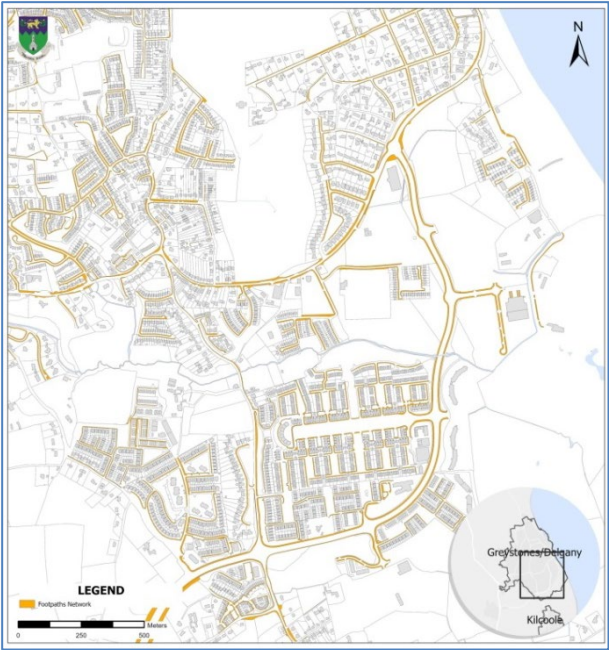 N
Greystones/Delgany
Kilcoole
LEGEND
Footpaths Network
Meters
0 250 500